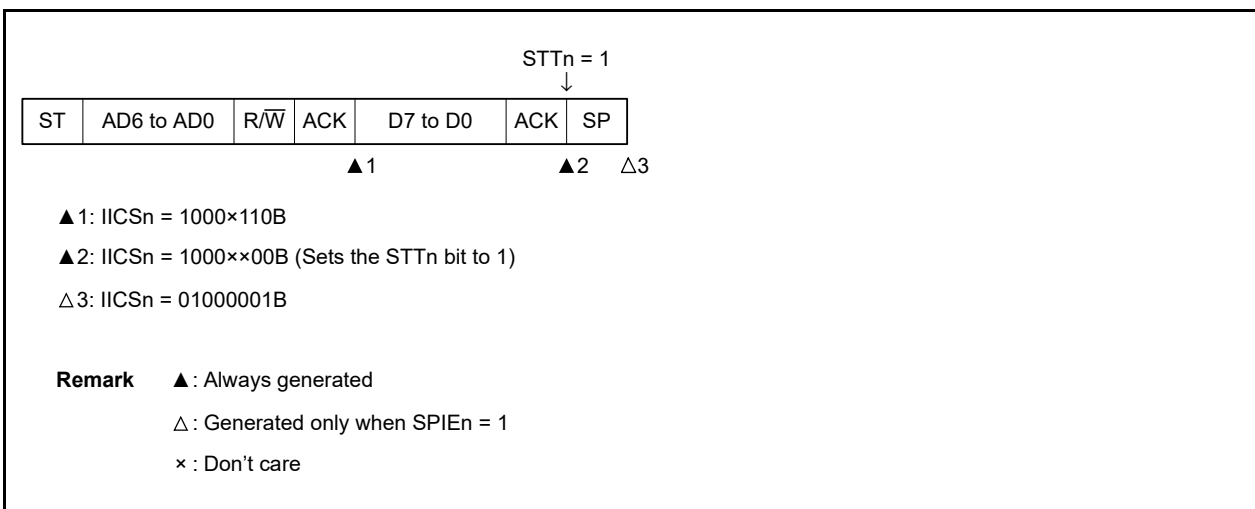 STTn = 1
↓
ST AD6 to AD0 R/W̅ ACK D7 to D0 ACK SP
▲1 ▲2 △3
▲1: IICSn = 1000×110B
▲2: IICSn = 1000××00B (Sets the STTn bit to 1)
△3: IICSn = 01000001B
Remark ▲: Always generated
△: Generated only when SPIEn = 1
×: Don't care